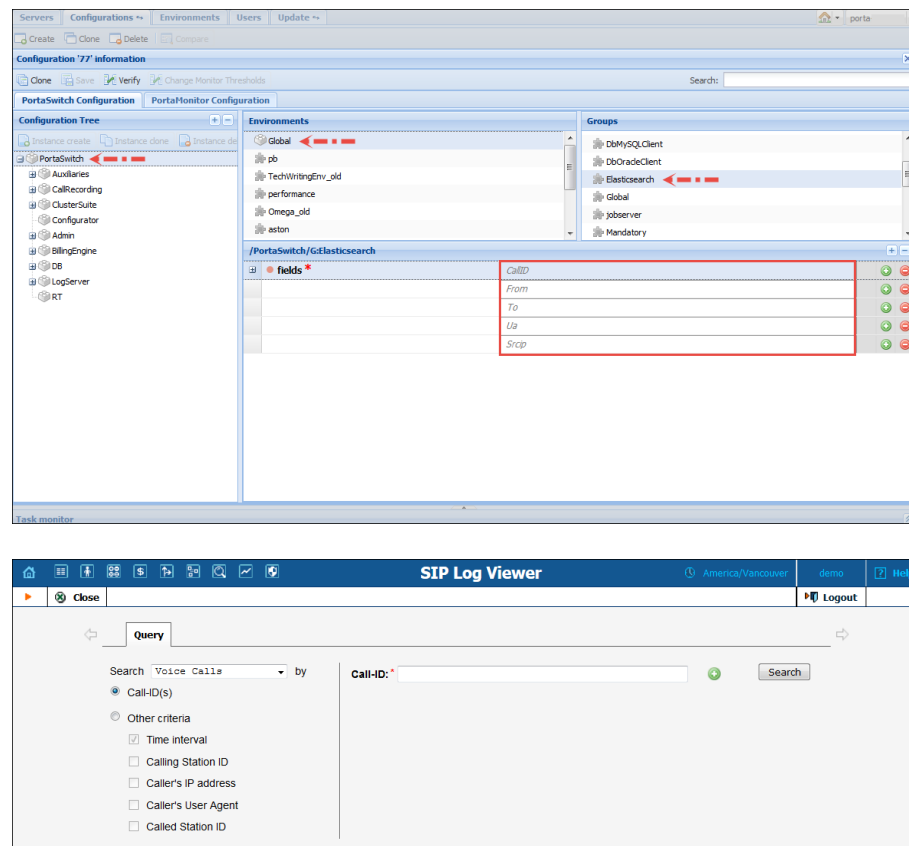 Servers Configurations Environments Users Update porta
Create Clone Delete Compare
Configuration '77' information
Clone Save Verify Change Monitor Thresholds Search:
PortaSwitch Configuration PortaMonitor Configuration
Configuration Tree Environments Groups
Instance create Instance clone Instance de
PortaSwitch
Auxiliaries
CallRecording
ClusterSuite
Configurator
Admin
BillingEngine
DB
LogServer
RT
Global
pb
TechWritingEnv_old
performance
Omega_old
aston
DbMySQLClient
DbOracleClient
Elasticsearch
Global
jobserver
Mandatory
/PortaSwitch/G:Elasticsearch
fields * CallID
From
To
Ua
Srcip
Task monitor
SIP Log Viewer America/Vancouver demo ? Hel
Close Logout
Query
Search Voice Calls by Call-ID: * Search
Call-ID(s)
Other criteria
Time interval
Calling Station ID
Caller's IP address
Caller's User Agent
Called Station ID